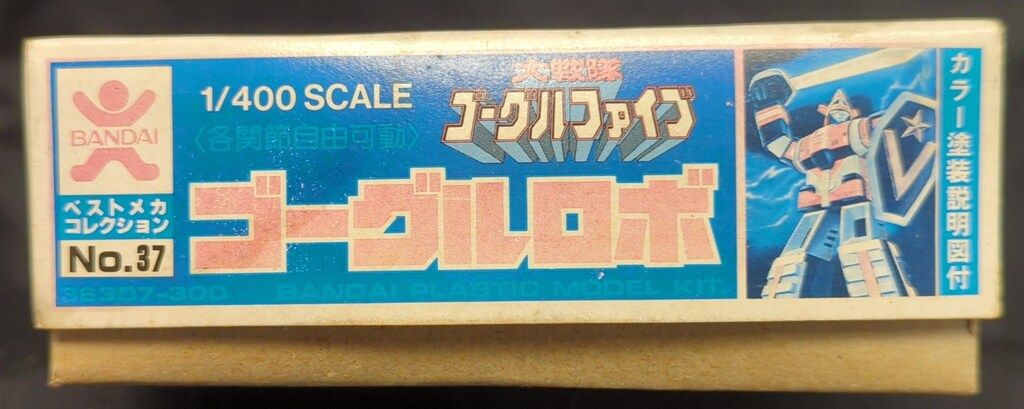 BANDAI
ベストメカ
コレクション
No.37
1/400 SCALE
〈各関節自由可動〉
大戦隊
ゴーグルファイブ
ゴーグルロボ
36307-300 BANDAI PLASTIC MODEL KIT
カラー塗装説明図付